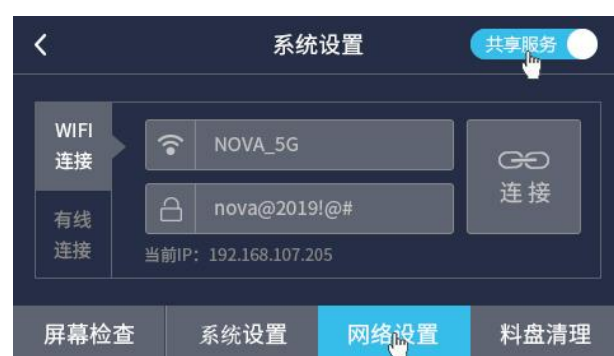 系统设置
共享服务
WIFI
连接
NOVA_5G
nova@2019!@#
连接
有线
连接
当前IP：192.168.107.205
屏幕检查
系统设置
网络设置
料盘清理